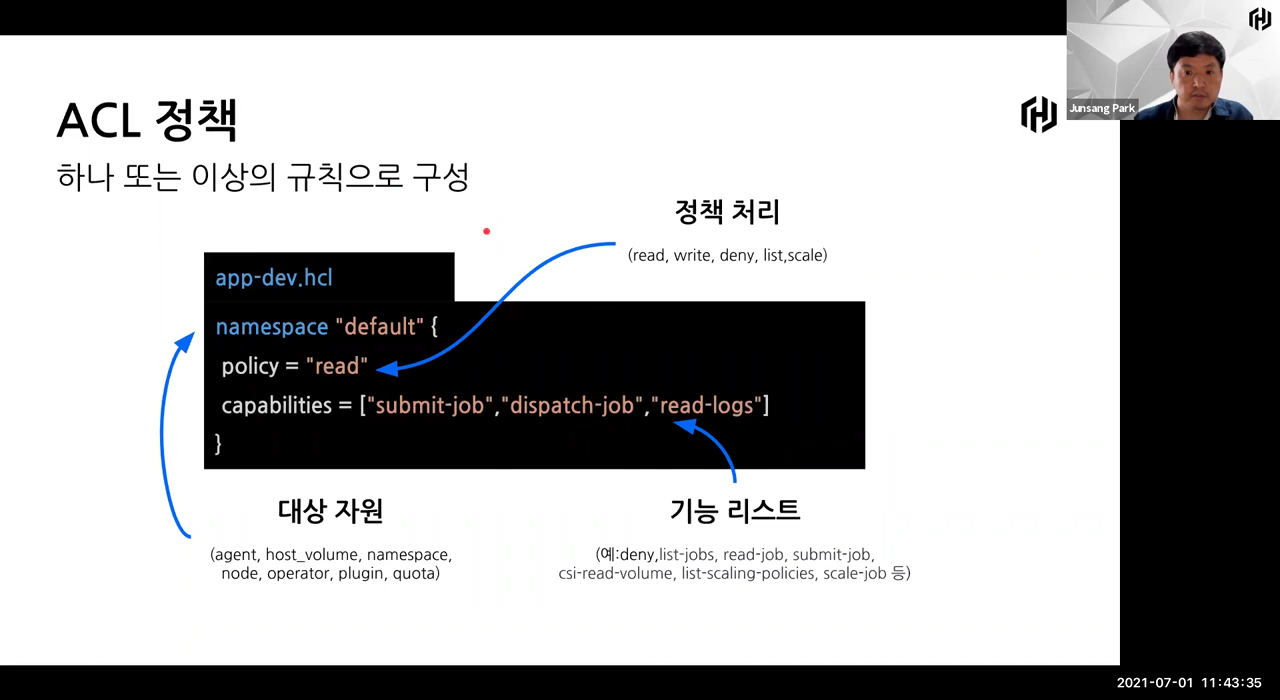 Junsang Park
ACL 정책
하나 또는 이상의 규칙으로 구성
정책 처리
(read, write, deny, list,scale)
app-dev.hcl
namespace "default" {
policy = "read"
capabilities = ["submit-job","dispatch-job","read-logs"]
}
대상 자원
(agent, host_volume, namespace,
node, operator, plugin, quota)
기능 리스트
(예:deny,list-jobs, read-job, submit-job,
csi-read-volume, list-scaling-policies, scale-job 등)
2021-07-01 11:43:35